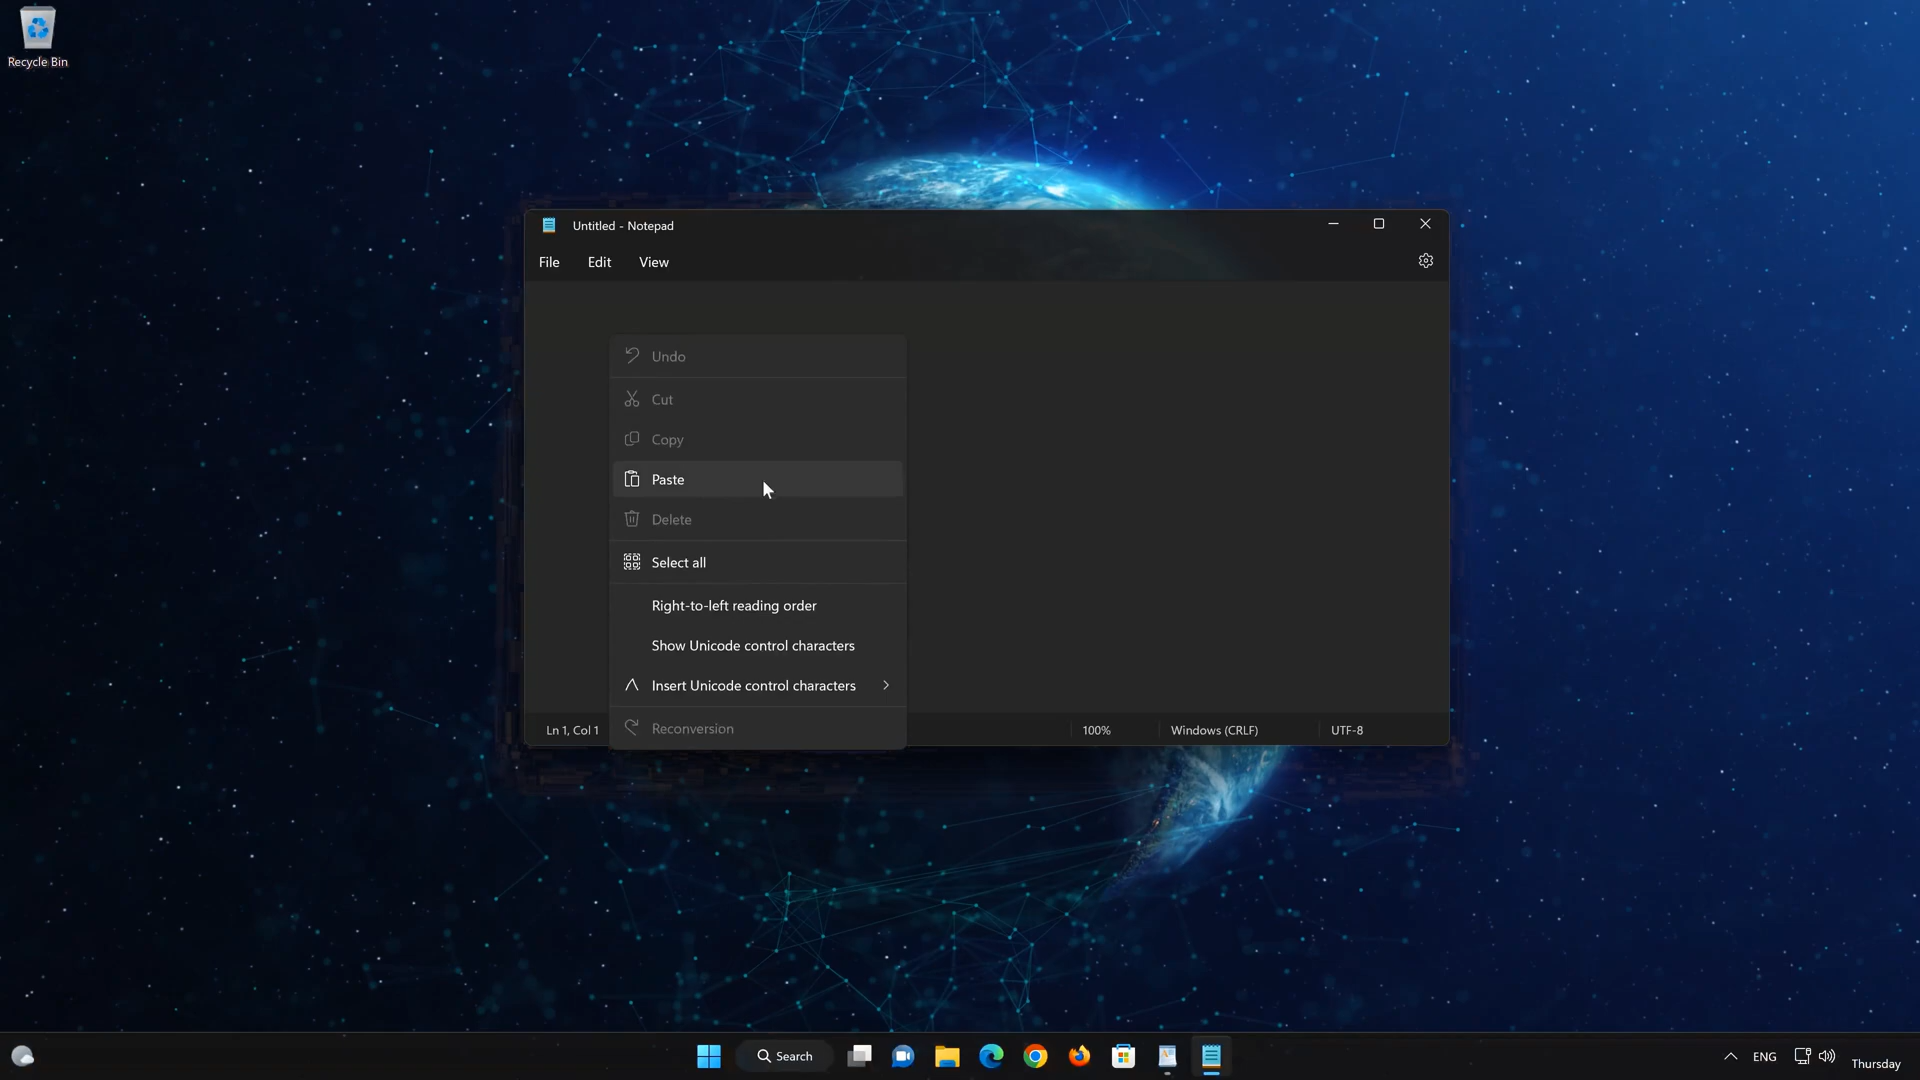 Recycle Bin
Untitled - Notepad
File Edit View
Undo
Cut
Copy
Paste
Delete
Select all
Right-to-left reading order
Show Unicode control characters
Insert Unicode control characters
Reconversion
Ln 1, Col 1 100% Windows (CRLF) UTF-8
Search ENG
Thursday